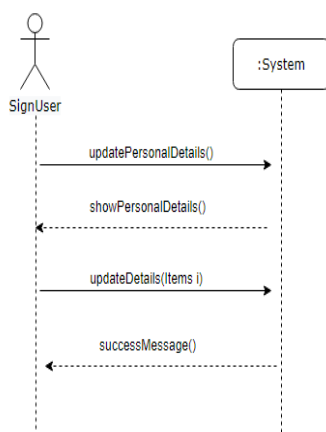 :System
SignUser
updatePersonalDetails()
showPersonalDetails()
updateDetails(Items i)
successMessage()